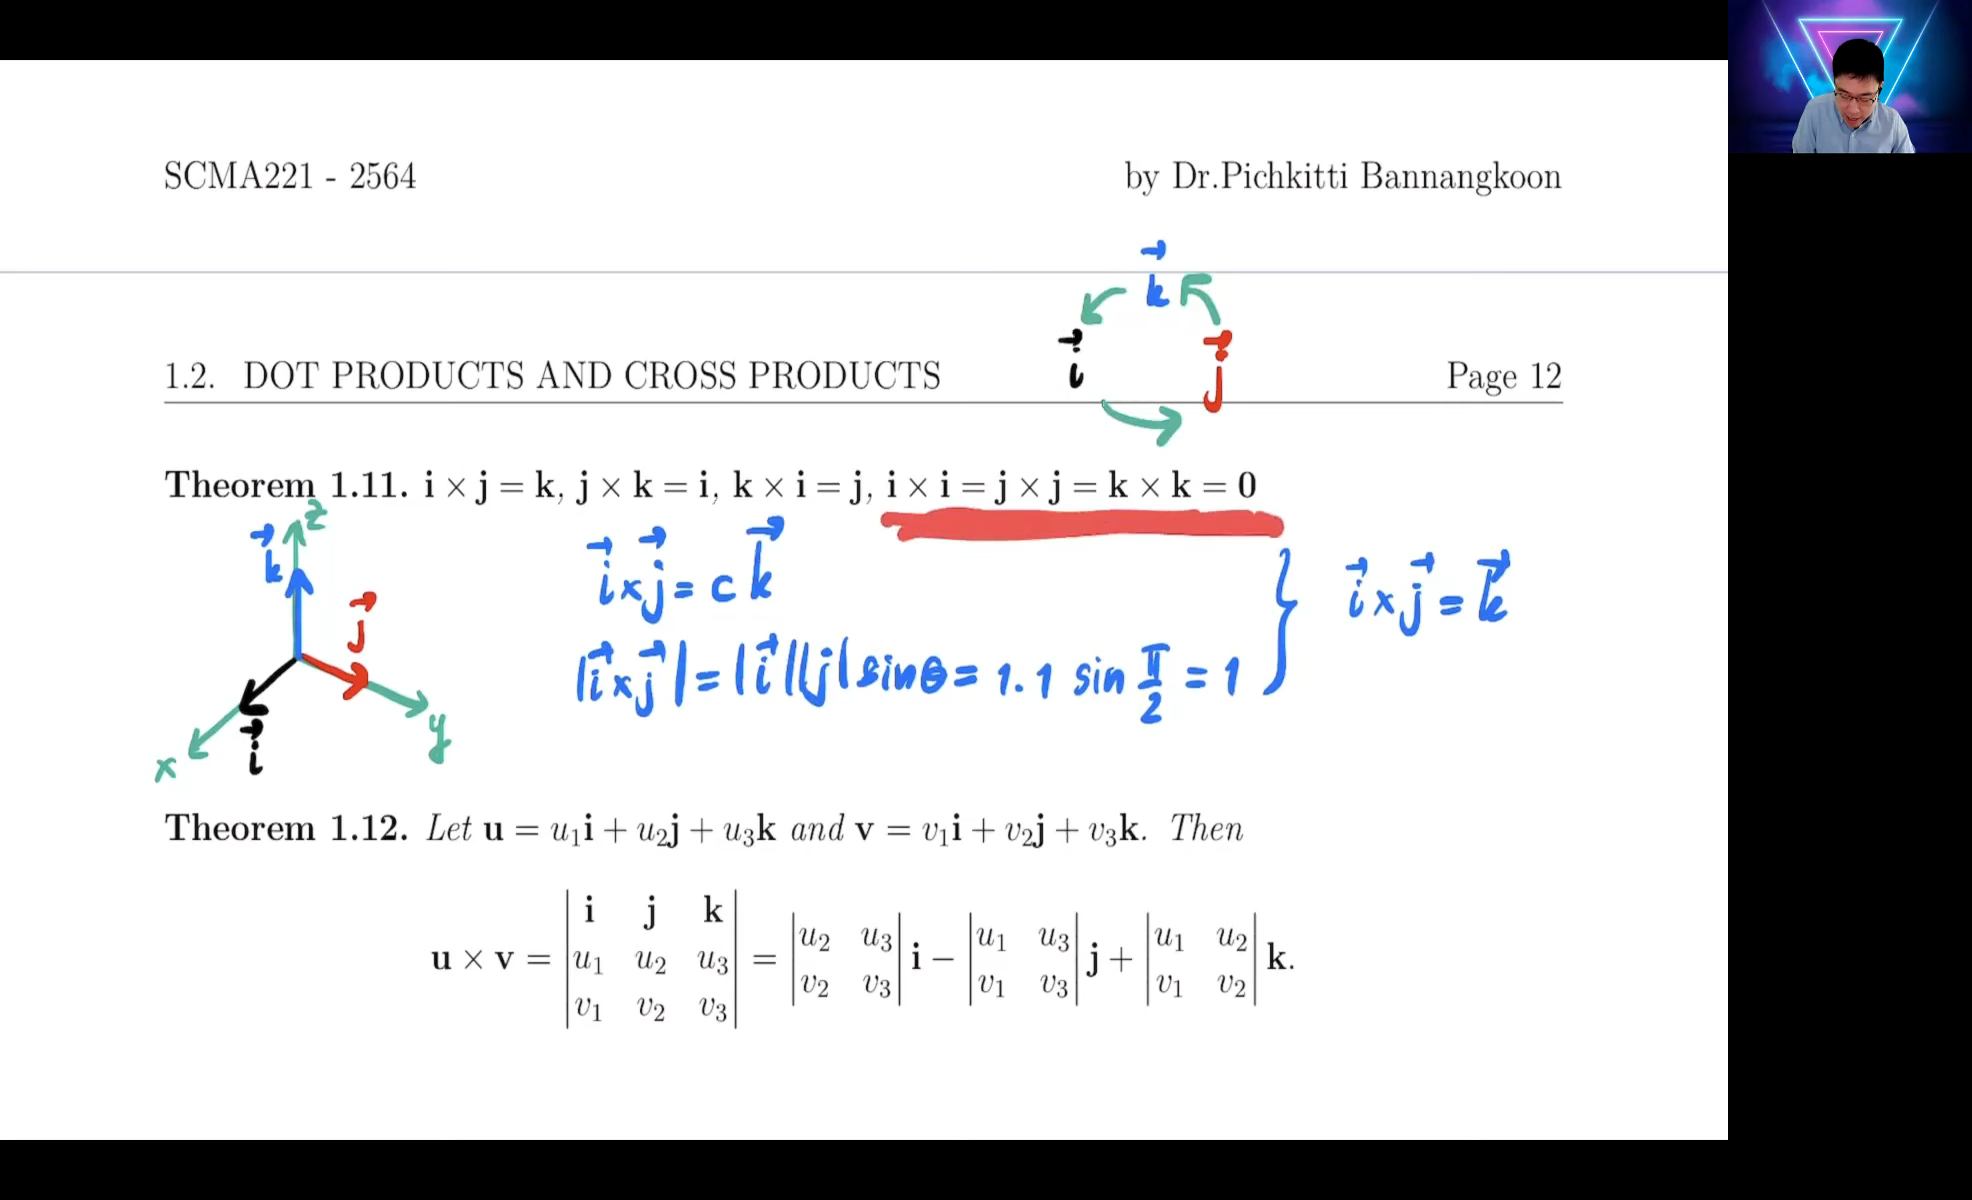 SCMA221 - 2564 by Dr.Pichkitti Bannangkoon
k⃗
i⃗ j⃗
1.2. DOT PRODUCTS AND CROSS PRODUCTS Page 12
Theorem 1.11. i × j = k, j × k = i, k × i = j, i × i = j × j = k × k = 0
z
k⃗
j⃗
i⃗
x
y
i⃗ × j⃗ = c k⃗
|i⃗ × j⃗| = |i⃗||j| sin θ = 1.1 sin π/2 = 1
i⃗ × j⃗ = k⃗
Theorem 1.12. Let u = u₁i + u₂j + u₃k and v = v₁i + v₂j + v₃k. Then
u × v = | i j k ; u₁ u₂ u₃ ; v₁ v₂ v₃ | = | u₂ u₃ ; v₂ v₃ | i − | u₁ u₃ ; v₁ v₃ | j + | u₁ u₂ ; v₁ v₂ | k.